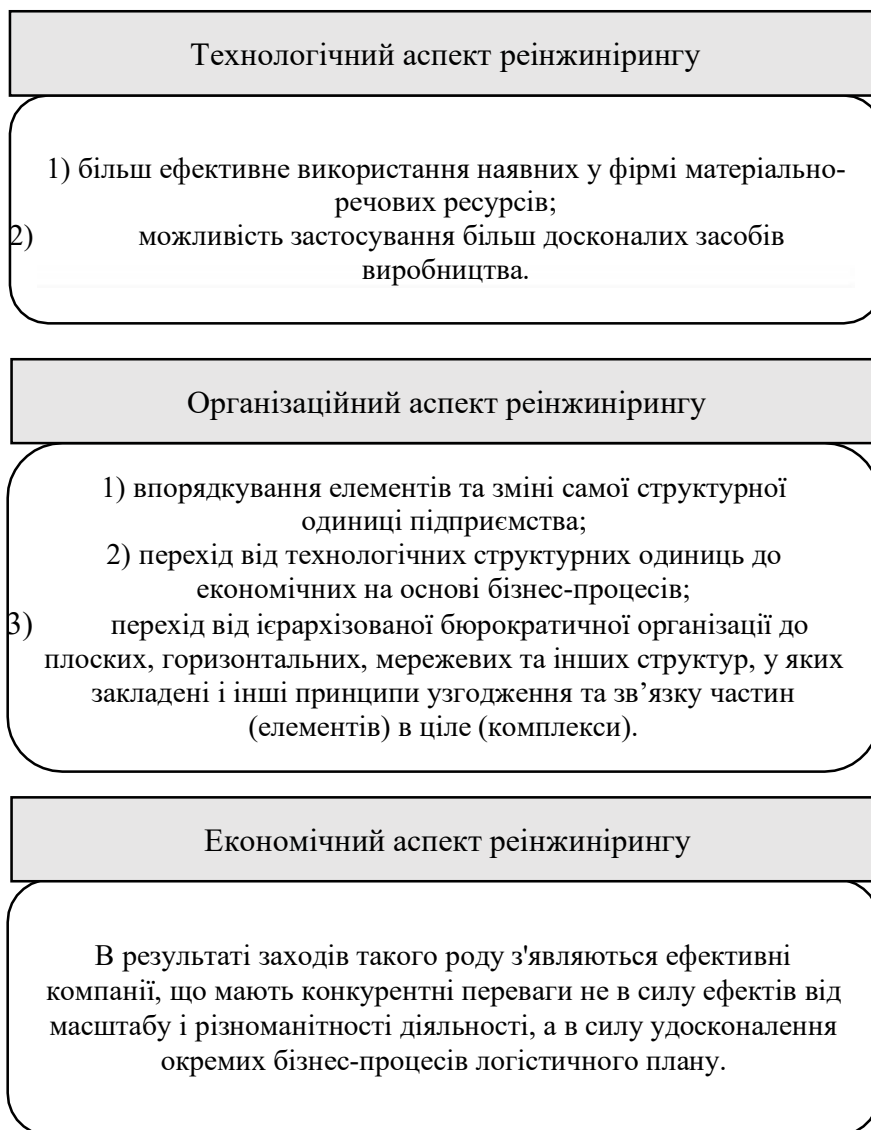 Технологічний аспект реінжинірингу
1) більш ефективне використання наявних у фірмі матеріально-
речових ресурсів;
2) можливість застосування більш досконалих засобів
виробництва.
Організаційний аспект реінжинірингу
1) впорядкування елементів та зміні самої структурної
одиниці підприємства;
2) перехід від технологічних структурних одиниць до
економічних на основі бізнес-процесів;
3) перехід від ієрархізованої бюрократичної організації до
плоских, горизонтальних, мережевих та інших структур, у яких
закладені і інші принципи узгодження та зв’язку частин
(елементів) в ціле (комплекси).
Економічний аспект реінжинірингу
В результаті заходів такого роду з'являються ефективні
компанії, що мають конкурентні переваги не в силу ефектів від
масштабу і різноманітності діяльності, а в силу удосконалення
окремих бізнес-процесів логістичного плану.